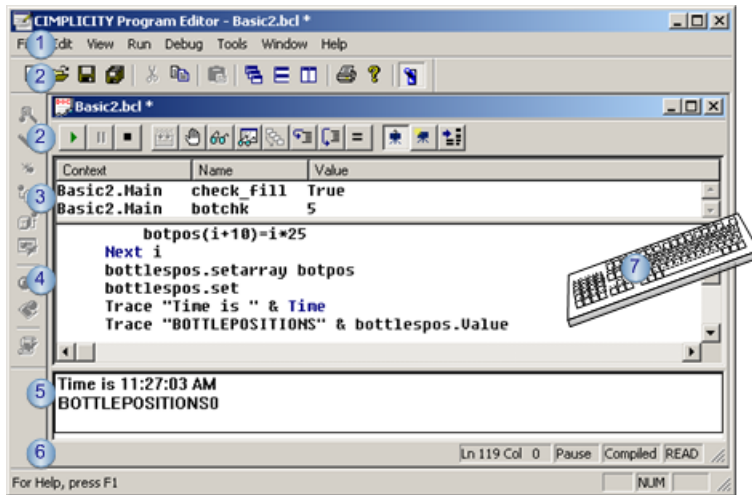 CIMPLICITY Program Editor - Basic2.bcl *
1 Edit View Run Debug Tools Window Help
2
Basic2.bcl *
2
Context Name Value
3 Basic2.Main check_fill True
Basic2.Main botchk 5
botpos(i+10)=i*25
Next i
7
bottlespos.setarray botpos
4 bottlespos.set
Trace "Time is " & Time
Trace "BOTTLEPOSITIONS" & bottlespos.Value
5 Time is 11:27:03 AM
BOTTLEPOSITIONS0
6 Ln 119 Col 0 Pause Compiled READ
For Help, press F1 NUM